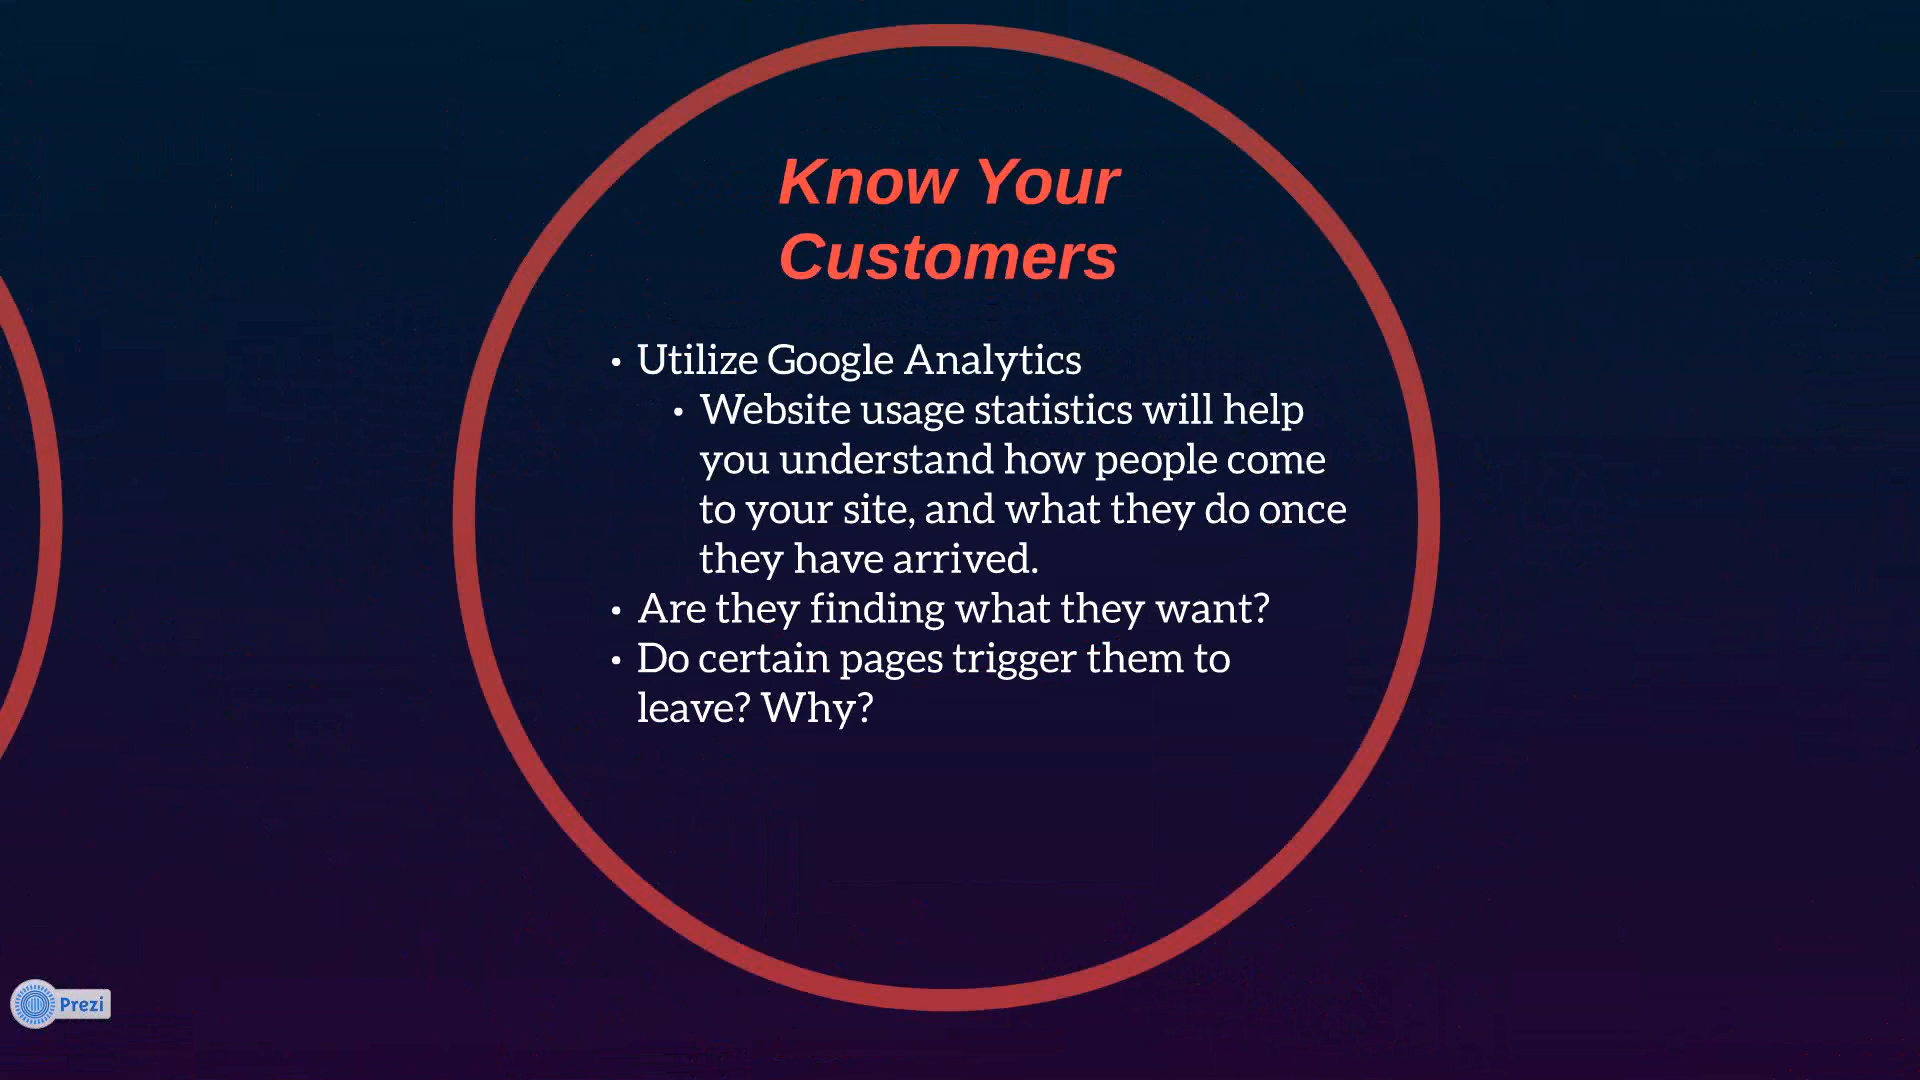 Know Your
Customers
• Utilize Google Analytics
• Website usage statistics will help
you understand how people come
to your site, and what they do once
they have arrived.
• Are they finding what they want?
• Do certain pages trigger them to
leave? Why?
Prezi